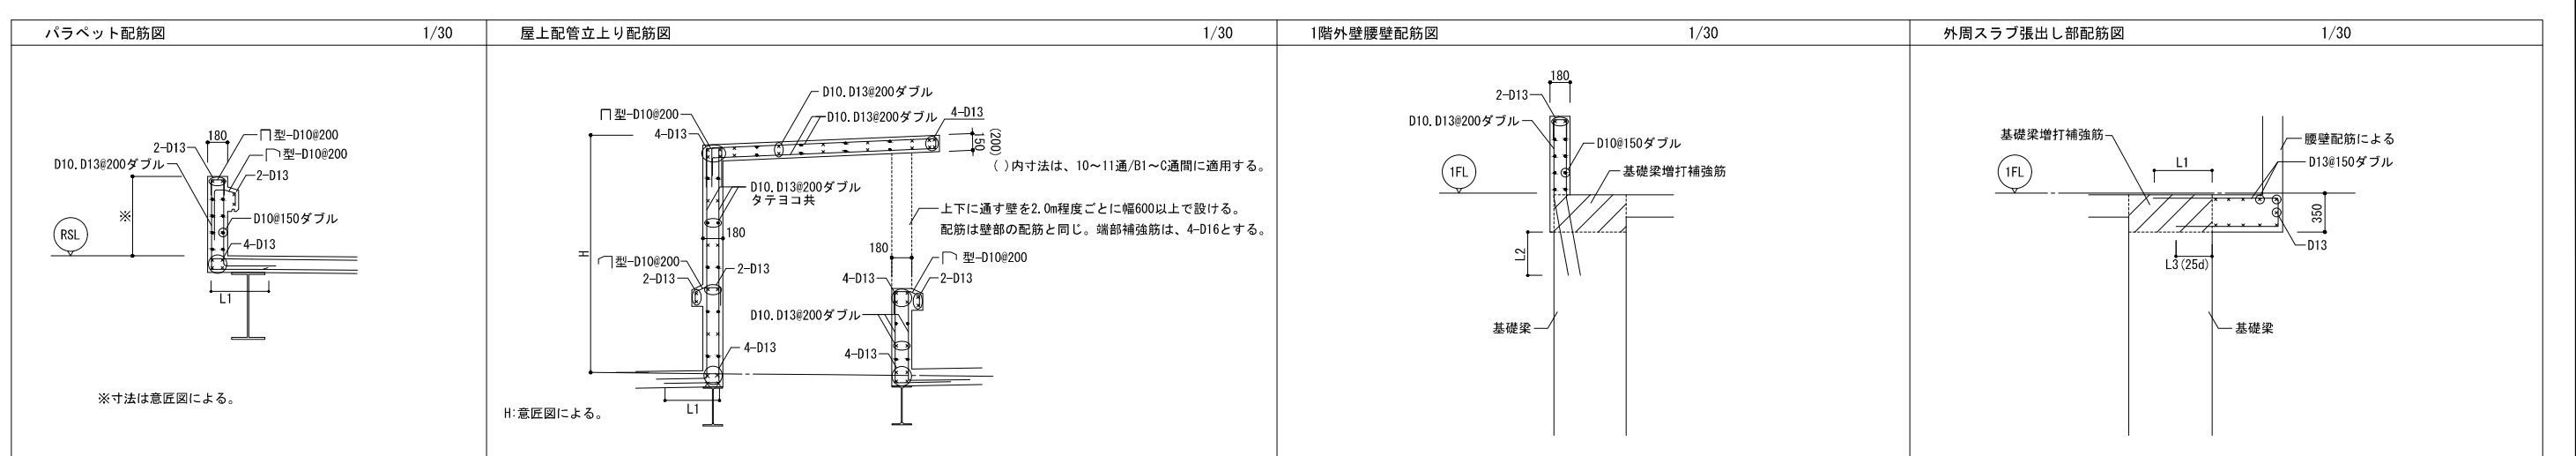 パラペット配筋図 1/30
180
⊓型-D10@200
2-D13
型-D10@200
D10.D13@200ダブル
2-D13
※
D10@150ダブル
RSL
4-D13
L1
※寸法は意匠図による。
屋上配管立上り配筋図 1/30
D10.D13@200ダブル
⊓型-D10@200
D10.D13@200ダブル
4-D13
4-D13
150
(200)
( )内寸法は、10～11通/B1～C通間に適用する。
D10.D13@200ダブル
タテヨコ共
上下に通す壁を2.0m程度ごとに幅600以上で設ける。
配筋は壁部の配筋と同じ。端部補強筋は、4-D16とする。
180
180
H
型-D10@200
2-D13
2-D13
型-D10@200
4-D13
2-D13
D10.D13@200ダブル
4-D13
4-D13
L1
H:意匠図による。
1階外壁腰壁配筋図 1/30
180
2-D13
D10.D13@200ダブル
D10@150ダブル
1FL
基礎梁増打補強筋
L2
基礎梁
外周スラブ張出し部配筋図 1/30
基礎梁増打補強筋
腰壁配筋による
L1
D13@150ダブル
1FL
350
D13
L3(25d)
基礎梁